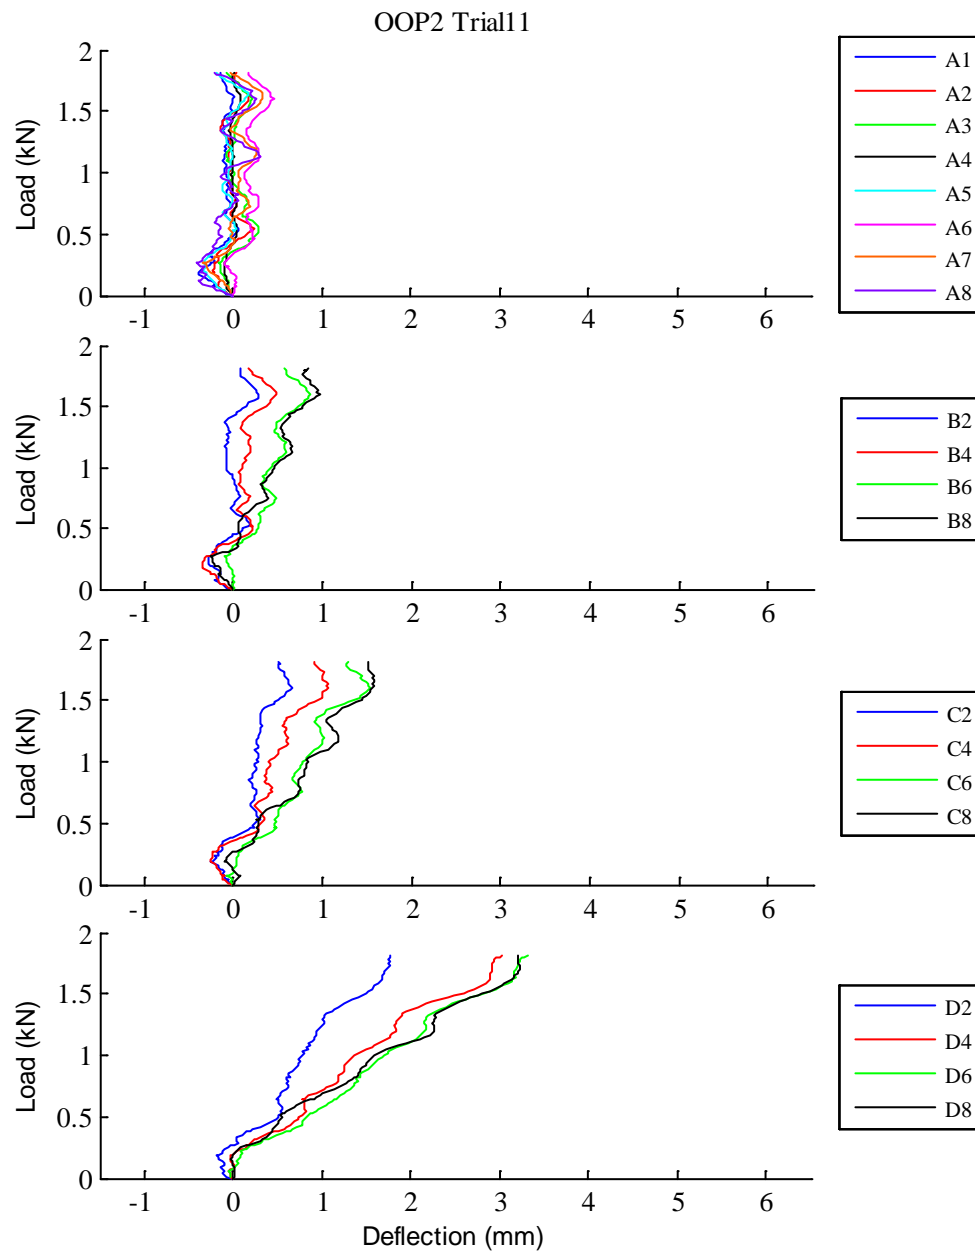 OOP2 Trial11
2
1.5
1
0.5
0
Load (kN)
-1 0 1 2 3 4 5 6
A1
A2
A3
A4
A5
A6
A7
A8
2
1.5
1
0.5
0
Load (kN)
-1 0 1 2 3 4 5 6
B2
B4
B6
B8
2
1.5
1
0.5
0
Load (kN)
-1 0 1 2 3 4 5 6
C2
C4
C6
C8
2
1.5
1
0.5
0
Load (kN)
-1 0 1 2 3 4 5 6
Deflection (mm)
D2
D4
D6
D8